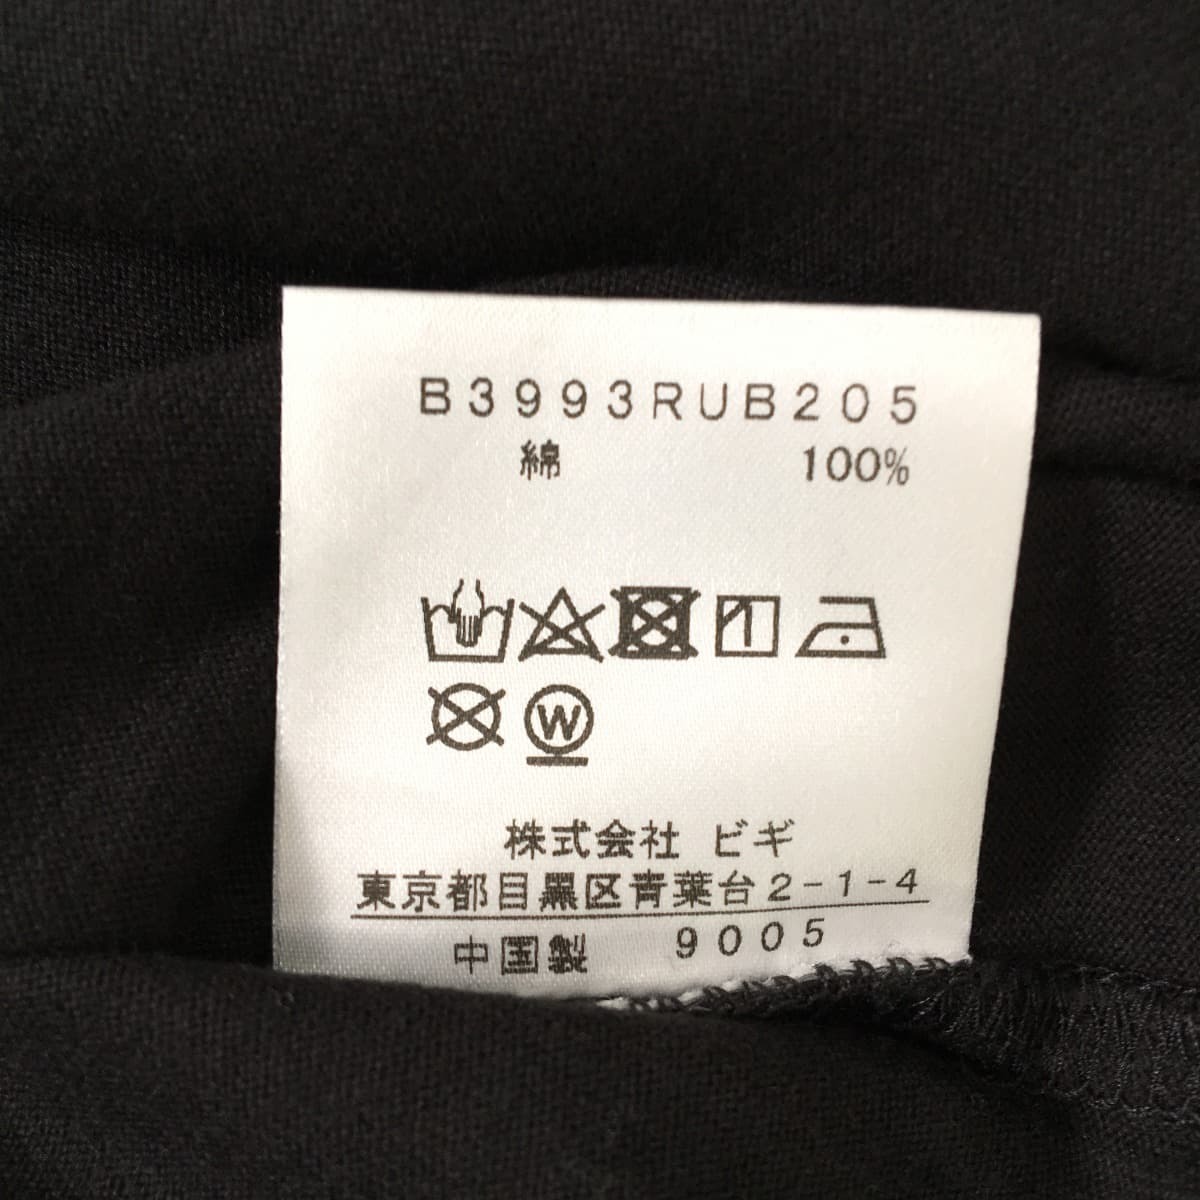 B3993RUB205
綿 100%
W
株式会社 ビギ
東京都目黒区青葉台2-1-4
中国製 9005